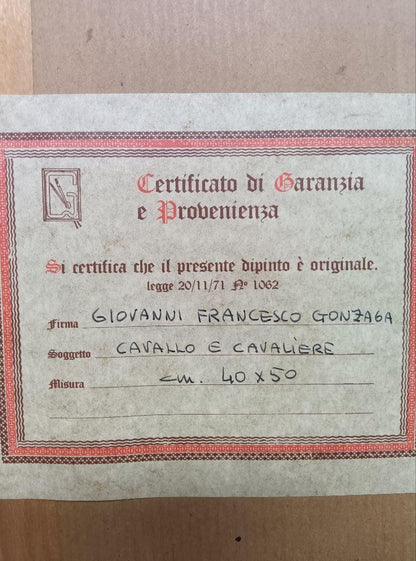 Certificato di Garanzia
e Provenienza
Si certifica che il presente dipinto è originale.
legge 20/11/71 Nº 1062
Firma GIOVANNI FRANCESCO GONZAGA
Soggetto CAVALLO E CAVALIERE
Misura cm. 40 x 50